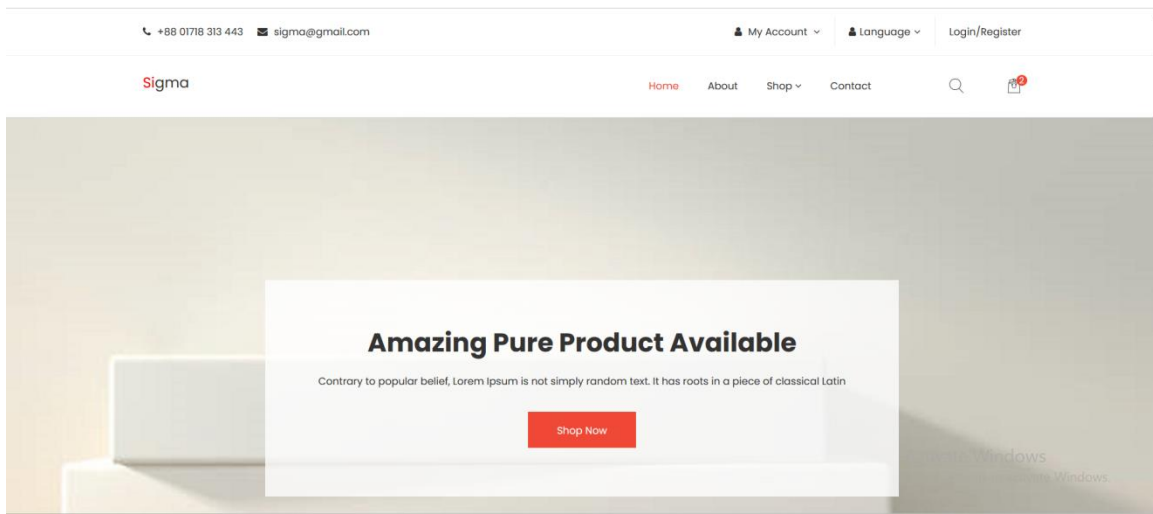 +88 01718 313 443 sigma@gmail.com My Account Language Login/Register
Sigma Home About Shop Contact 2
Amazing Pure Product Available
Contrary to popular belief, Lorem Ipsum is not simply random text. It has roots in a piece of classical Latin
Shop Now
Windows
Windows